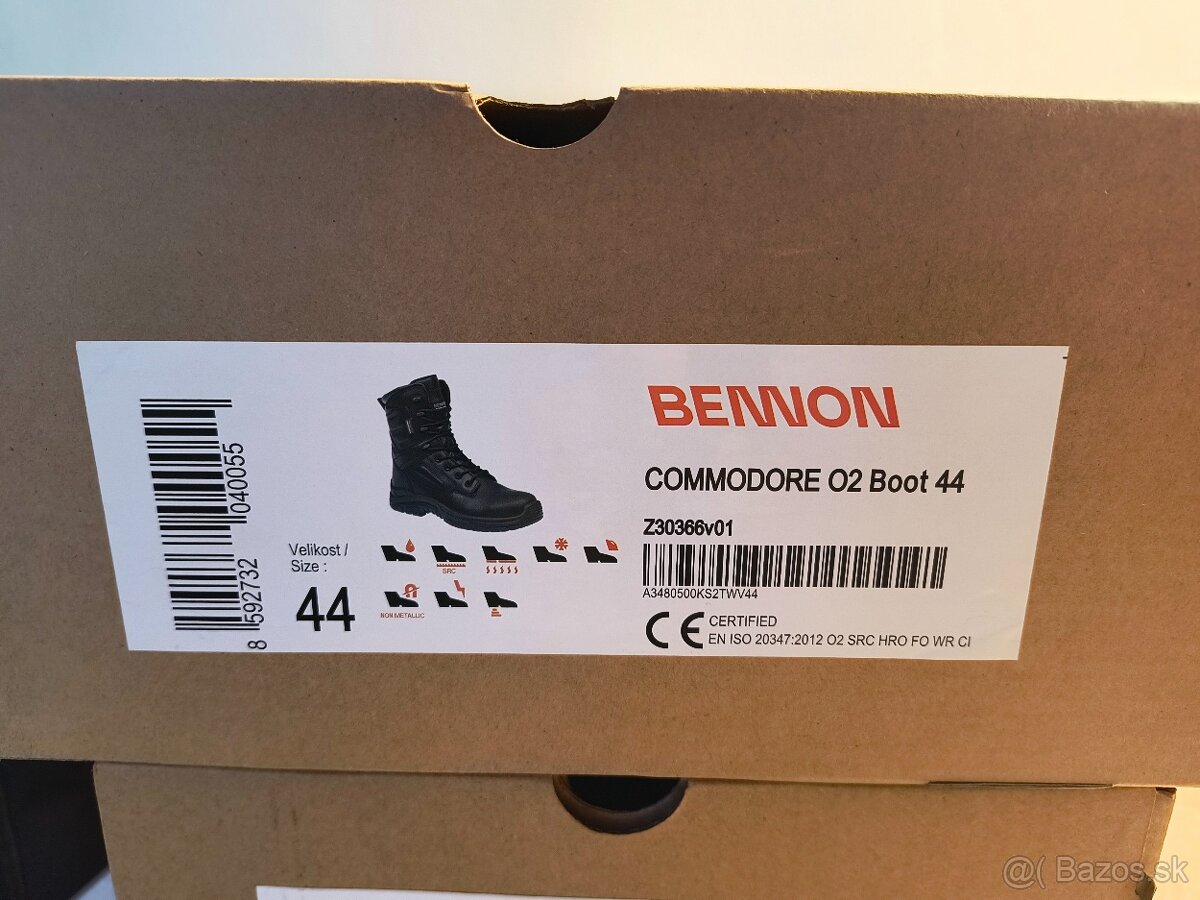 BENNON
COMMODORE O2 Boot 44
Z30366v01
A3480500KS2TWV44
CE CERTIFIED
EN ISO 20347:2012 O2 SRC HRO FO WR CI
Velikost /
Size :
44
SRC
NON METALLIC
8 592732 040055
@( Bazos.sk